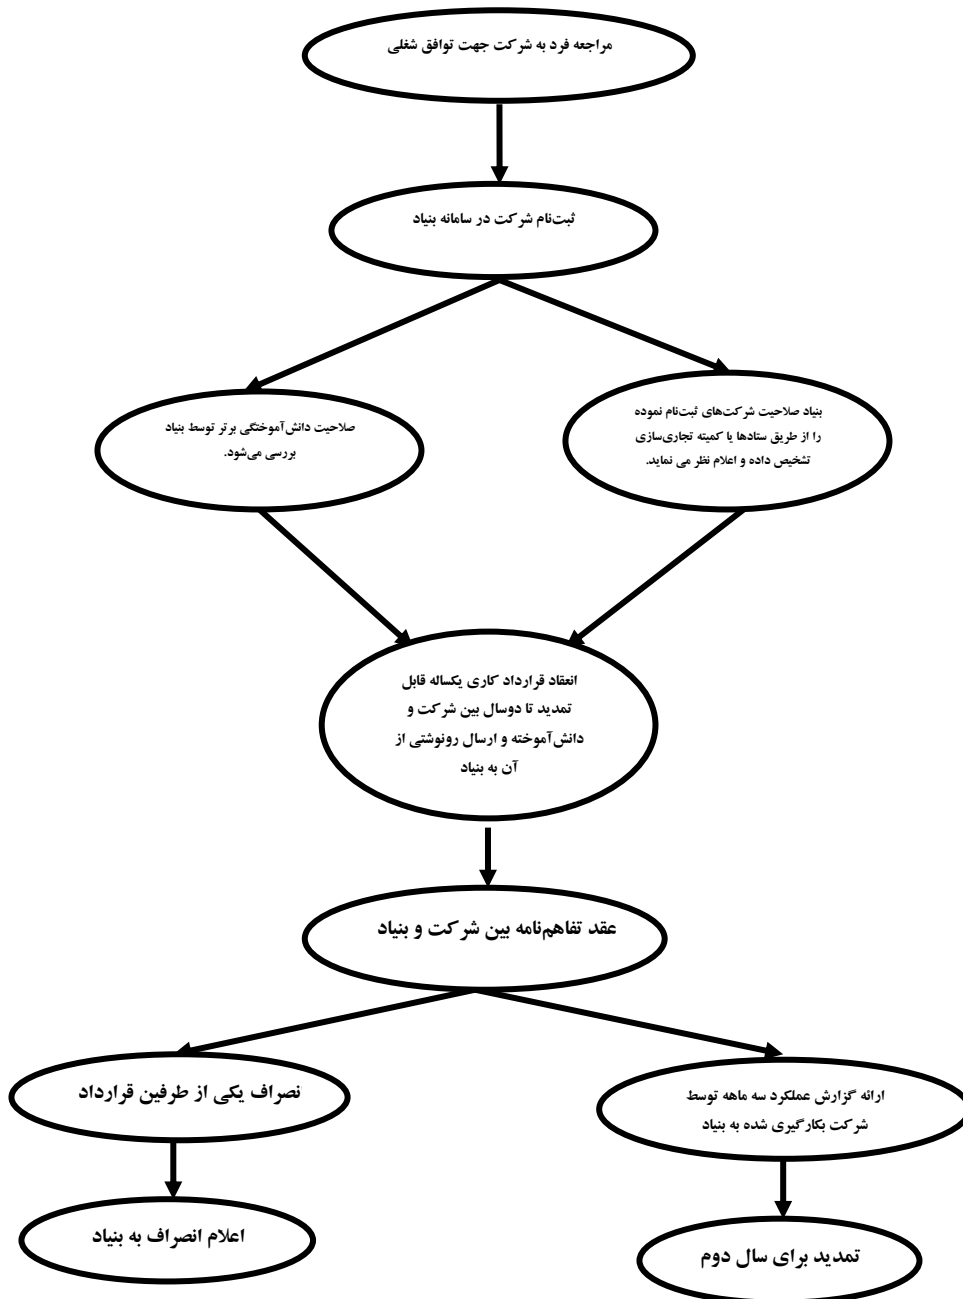 مراجعه فرد به شرکت جهت توافق شغلی
ثبت‌نام شرکت در سامانه بنیاد
بنیاد صلاحیت شرکت‌های ثبت‌نام نموده
را از طریق ستادها یا کمیته تجاری‌سازی
تشخیص داده و اعلام نظر می نماید.
صلاحیت دانش‌آموختگی برتر توسط بنیاد
بررسی می‌شود.
انعقاد قرارداد کاری یکساله قابل
تمدید تا دوسال بین شرکت و
دانش‌آموخته و ارسال رونوشتی از
آن به بنیاد
عقد تفاهم‌نامه بین شرکت و بنیاد
ارائه گزارش عملکرد سه ماهه توسط
شرکت بکارگیری شده به بنیاد
نصراف یکی از طرفین قرارداد
تمدید برای سال دوم
اعلام انصراف به بنیاد